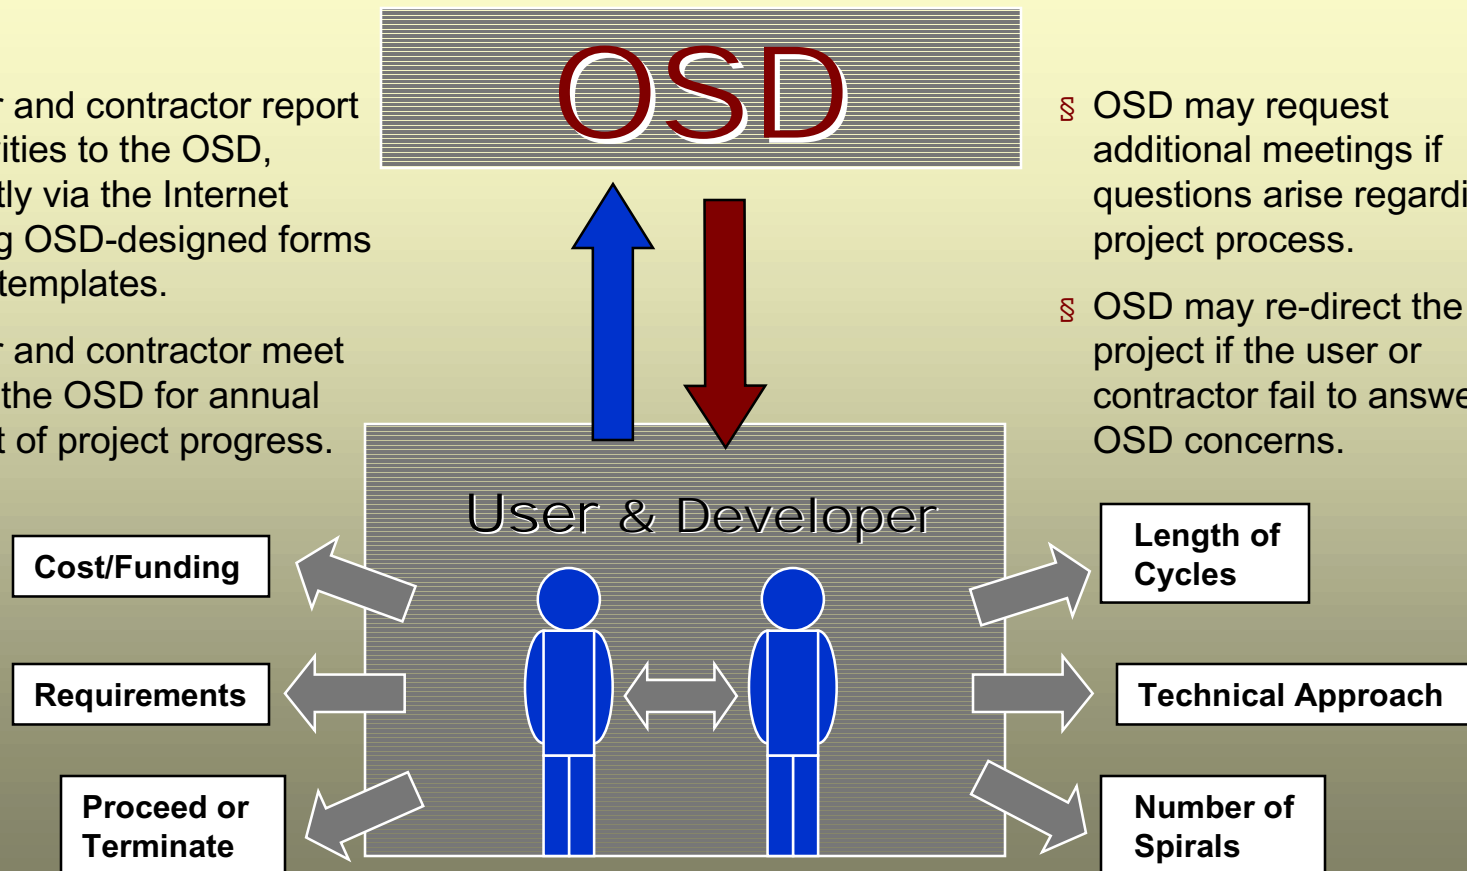 OSD
r and contractor report
vities to the OSD,
tly via the Internet
g OSD-designed forms
templates.
r and contractor meet
the OSD for annual
t of project progress.
§ OSD may request
additional meetings if
questions arise regardi
project process.
§ OSD may re-direct the
project if the user or
contractor fail to answe
OSD concerns.
User & Developer
Cost/Funding
Requirements
Proceed or
Terminate
Length of
Cycles
Technical Approach
Number of
Spirals